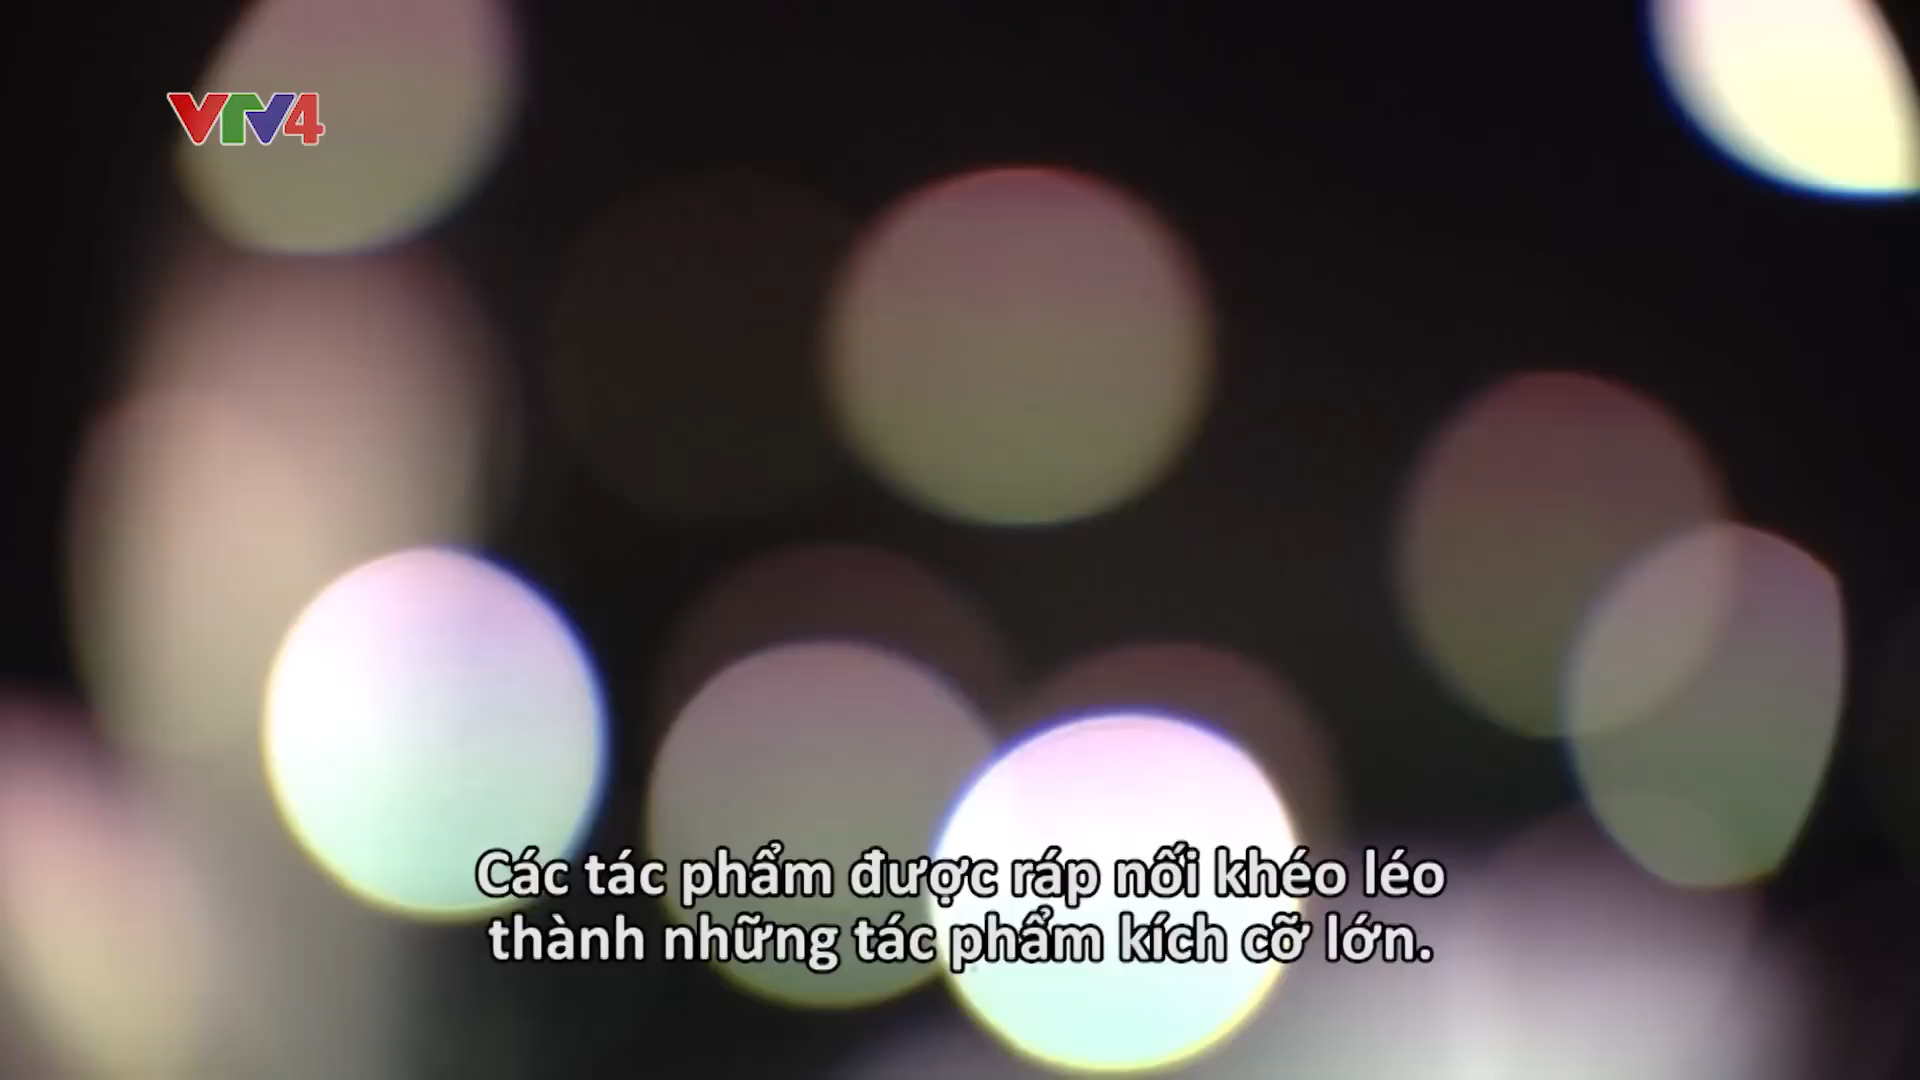 VTV4
Các tác phẩm được ráp nối khéo léo
thành những tác phẩm kích cỡ lớn.